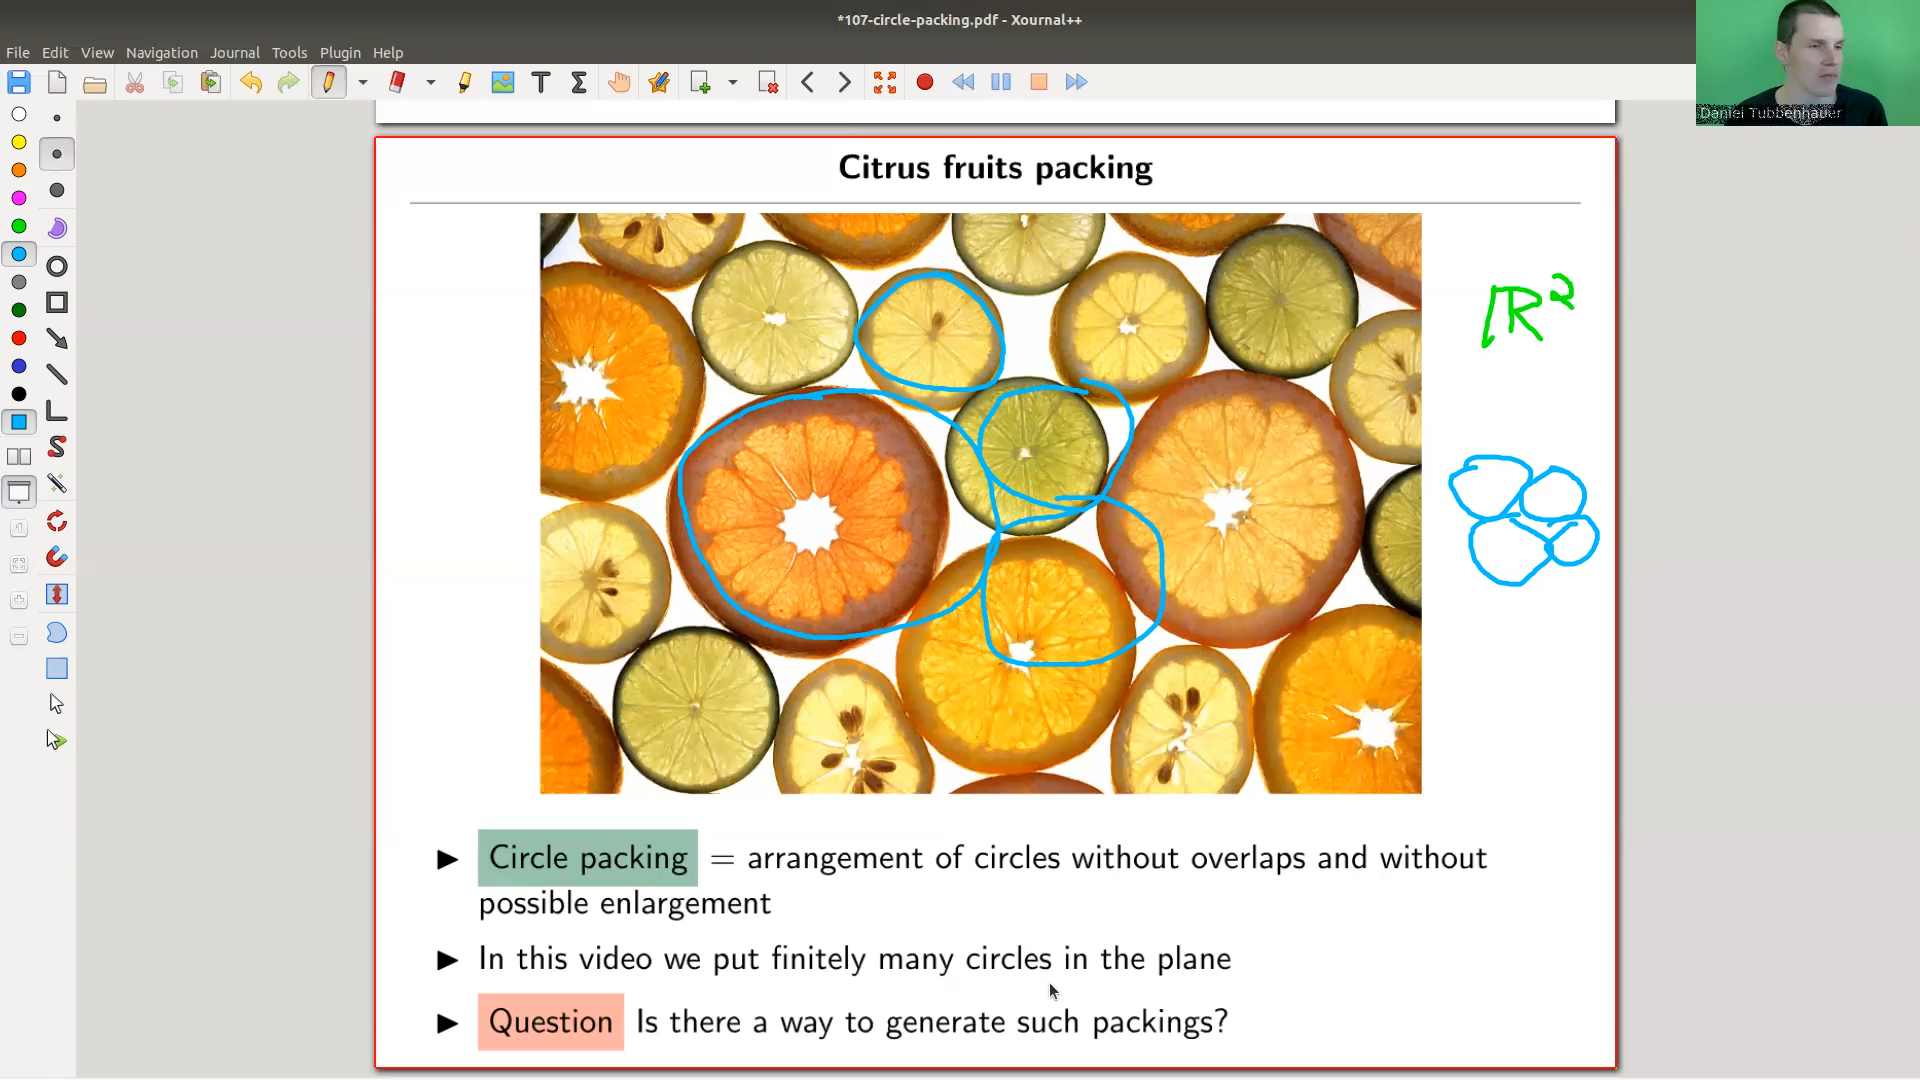 *107-circle-packing.pdf - Xournal++
File Edit View Navigation Journal Tools Plugin Help
Daniel Tubbenhauer
Citrus fruits packing
ℝ²
▶ Circle packing = arrangement of circles without overlaps and without
possible enlargement
▶ In this video we put finitely many circles in the plane
▶ Question Is there a way to generate such packings?